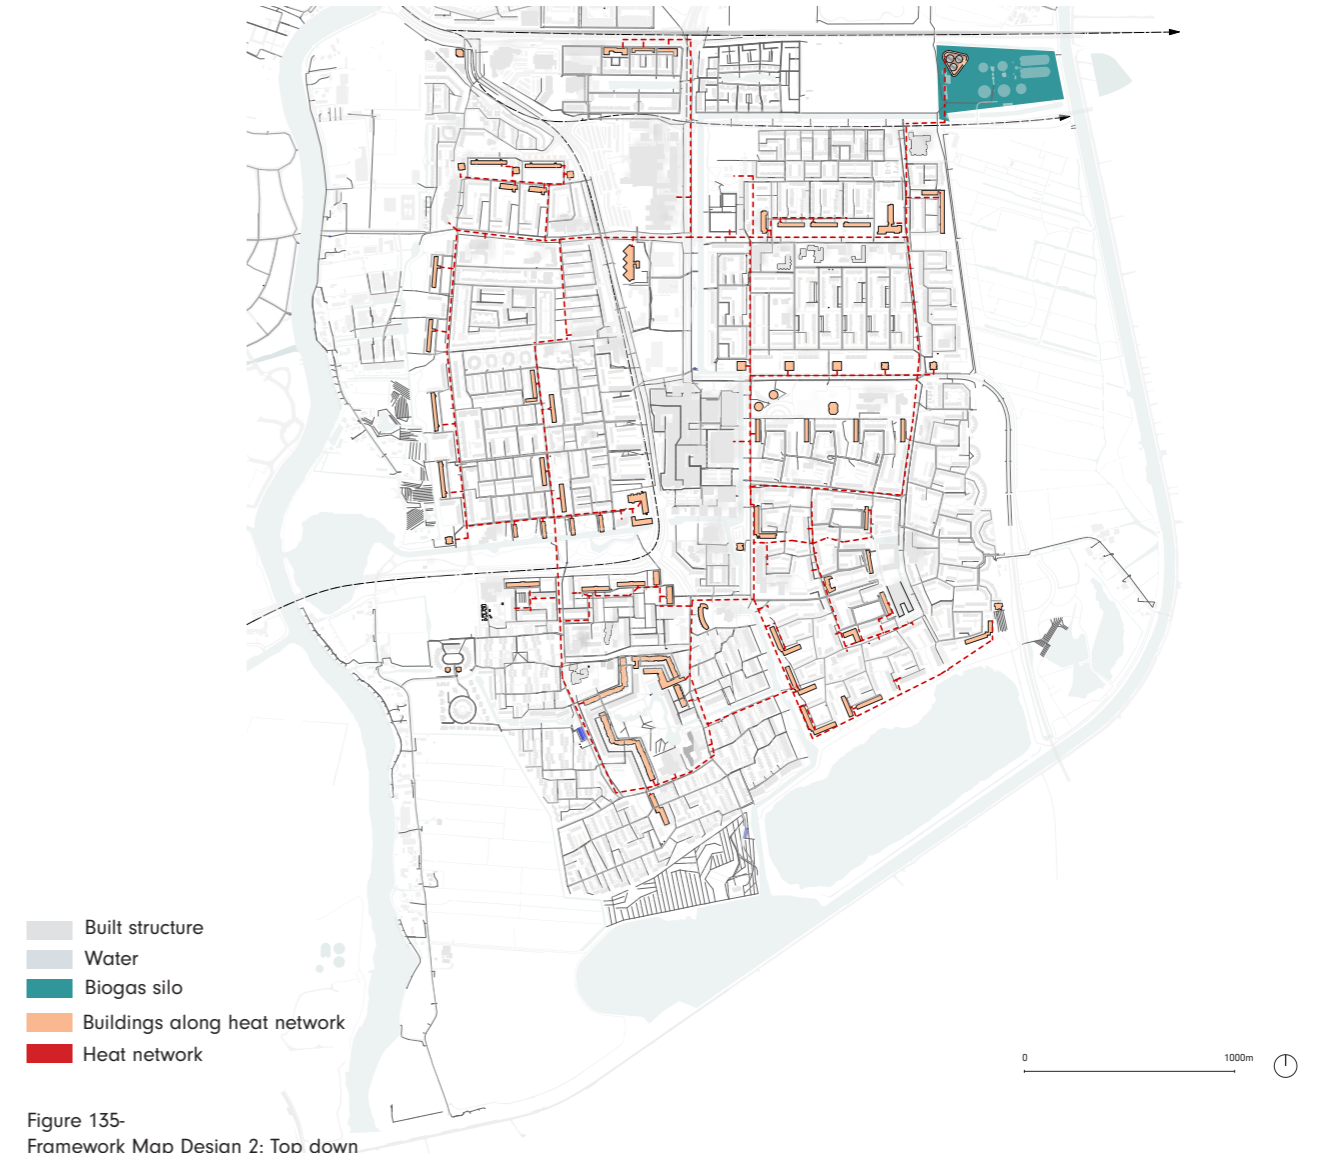 Built structure
Water
Biogas silo
Buildings along heat network
Heat network
0 1000m
Figure 135-
Framework Map Design 2: Top down